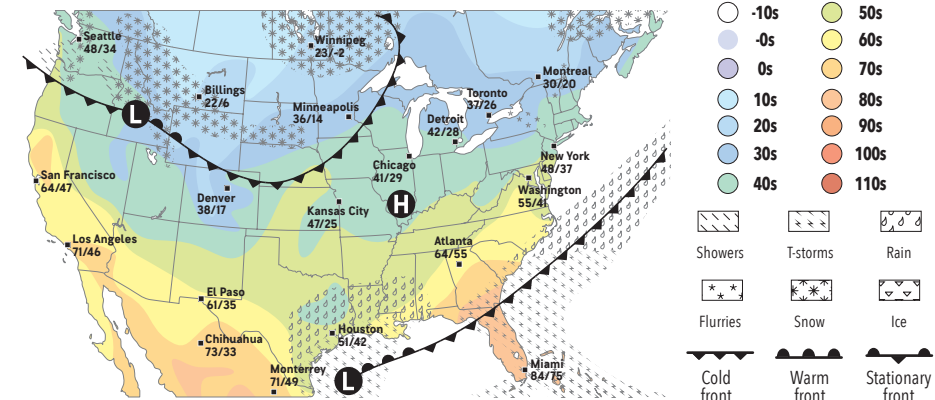 Seattle
48/34
Winnipeg
23/-2
Billings
22/6
Minneapolis
36/14
Montreal
30/20
Toronto
37/26
Detroit
42/28
L
New York
48/37
Chicago
41/29
San Francisco
64/47
Denver
38/17
Kansas City
47/25
H
Washington
55/41
Los Angeles
71/46
Atlanta
64/55
El Paso
61/35
Chihuahua
73/33
Houston
51/42
Monterrey
71/49
L
Miami
84/75
-10s
-0s
0s
10s
20s
30s
40s
50s
60s
70s
80s
90s
100s
110s
Showers
T-storms
Rain
Flurries
Snow
Ice
Cold
front
Warm
front
Stationary
front